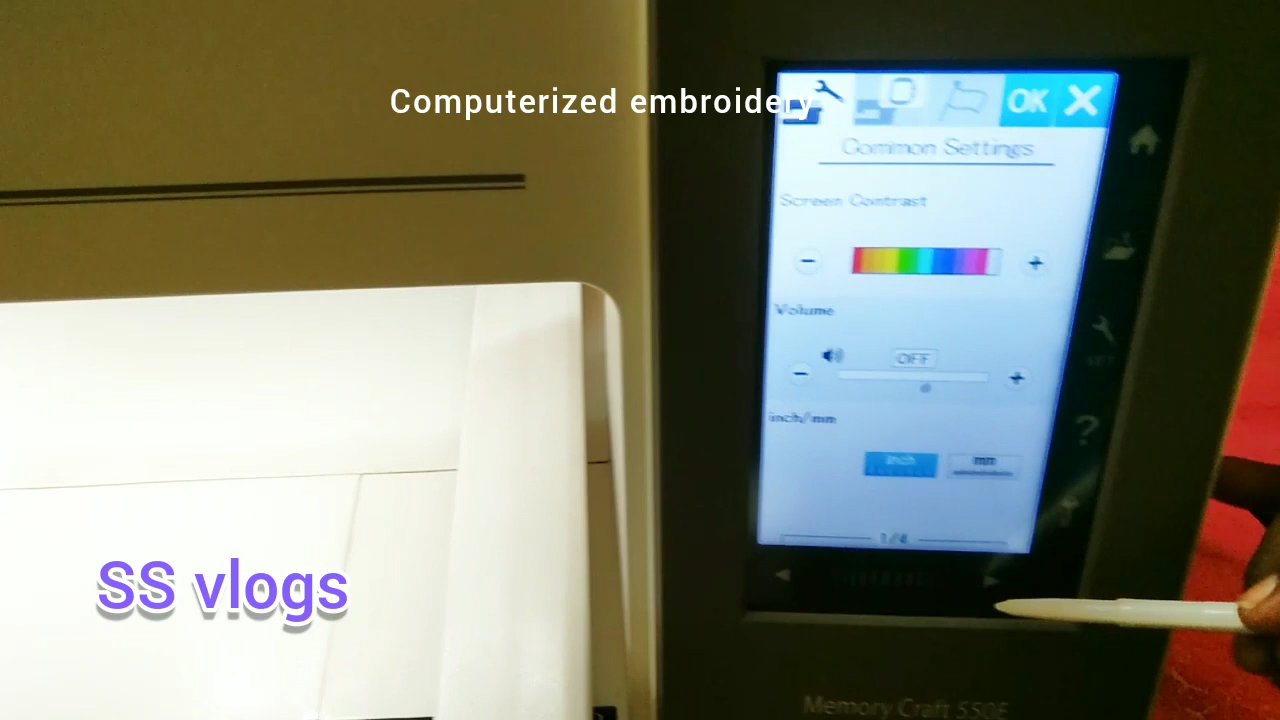 Computerized embroidery
OK X
Common Settings
Screen Contrast
- +
Volume
OFF
- +
inch/mm
inch mm
1/4
?
SS vlogs
Memory Craft 550E